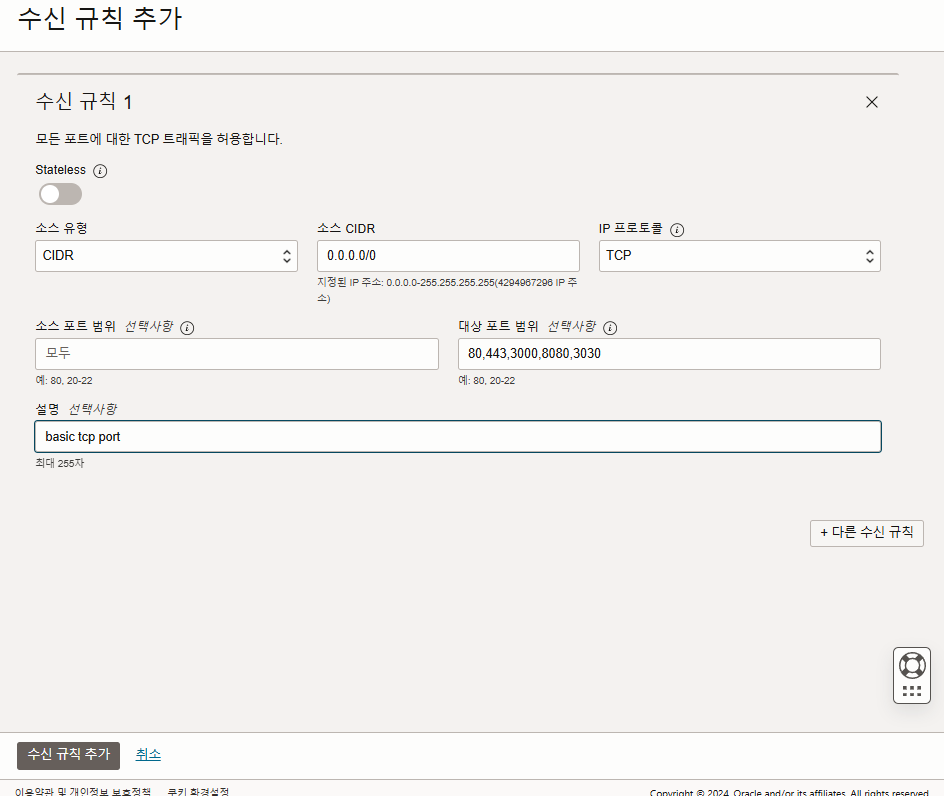 수신 규칙 추가
수신 규칙 1
모든 포트에 대한 TCP 트래픽을 허용합니다.
Stateless
소스 유형
소스 CIDR
IP 프로토콜
CIDR
0.0.0.0/0
TCP
지정된 IP 주소: 0.0.0.0-255.255.255.255(4294967296 IP 주
소)
소스 포트 범위 선택사항
대상 포트 범위 선택사항
모두
80,443,3000,8080,3030
예: 80, 20-22
예: 80, 20-22
설명 선택사항
basic tcp port
최대 255자
+ 다른 수신 규칙
수신 규칙 추가
취소
이용약관 및 개인정보 보호정책
쿠키 환경설정
Copyright © 2024, Oracle and/or its affiliates. All rights reserved.